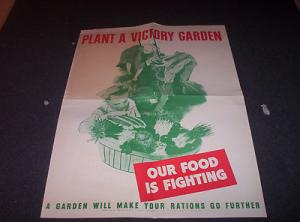 PLANT A VICTORY GARDEN
OUR FOOD
IS FIGHTING
A GARDEN WILL MAKE YOUR RATIONS GO FURTHER